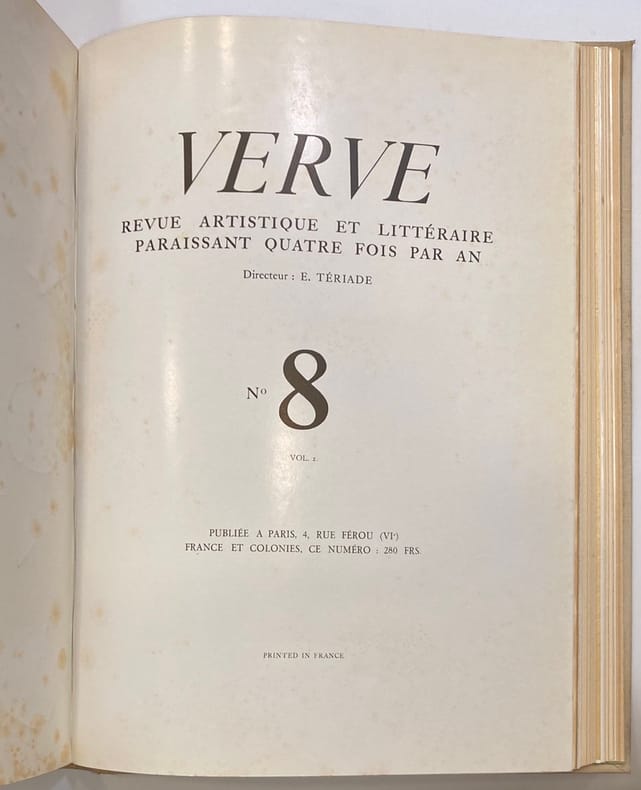 VERVE
REVUE ARTISTIQUE ET LITTÉRAIRE
PARAISSANT QUATRE FOIS PAR AN
Directeur : E. TÉRIADE
Nº 8
VOL. 2.
PUBLIÉE A PARIS, 4, RUE FÉROU (VIᵉ)
FRANCE ET COLONIES, CE NUMÉRO : 280 FRS.
PRINTED IN FRANCE